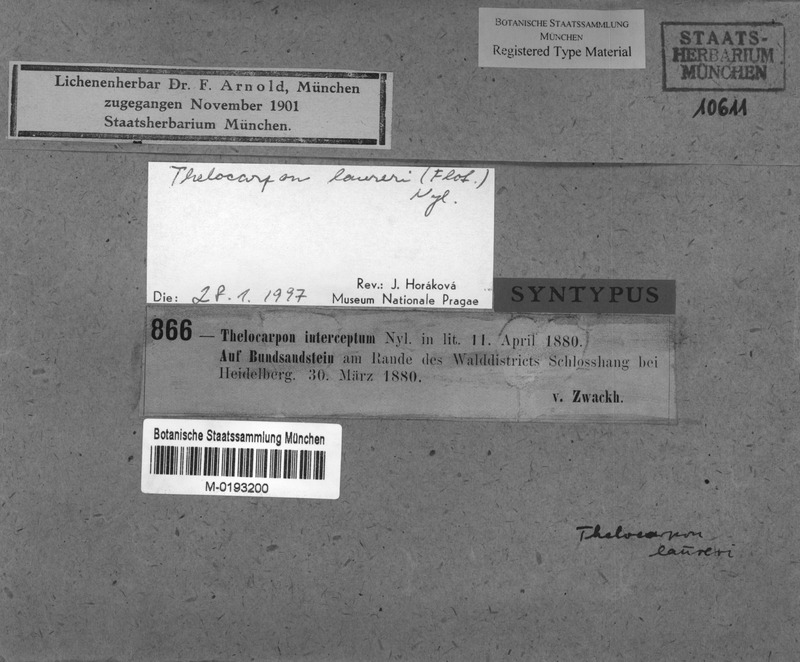 BOTANISCHE STAATSSAMMLUNG
MÜNCHEN
Registered Type Material
STAATS-
HERBARIUM
MÜNCHEN
10611
Lichenenherbar Dr. F. Arnold, München
zugegangen November 1901
Staatsherbarium München.
Thelocarpon laureri (Flot.)
Nyl.
Rev.: J. Horáková
Die: 28. 1. 1997 Museum Nationale Pragae
SYNTYPUS
866 — Thelocarpon interceptum Nyl. in lit. 11. April 1880.
Auf Bundsandstein am Rande des Walddistricts Schlosshang bei
Heidelberg. 30. März 1880.
v. Zwackh.
Botanische Staatssammlung München
M-0193200
Thelocarpon
laureri